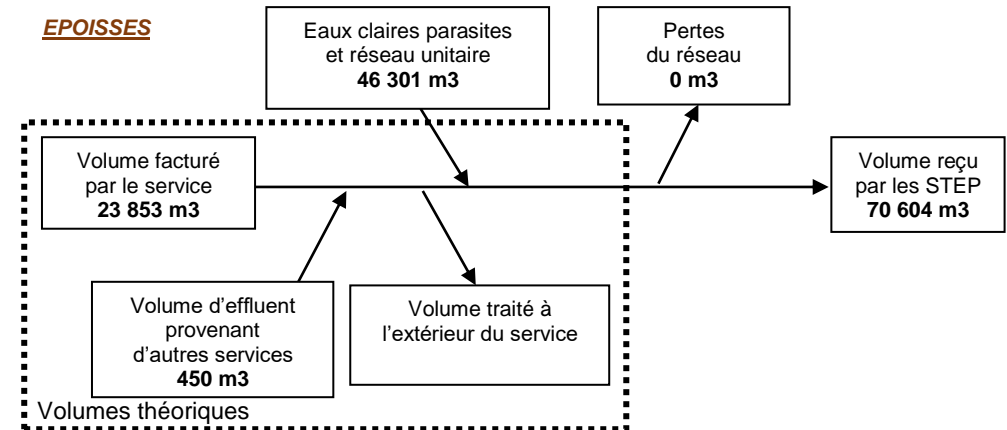 EPOISSES
Eaux claires parasites
et réseau unitaire
46 301 m3
Pertes
du réseau
0 m3
Volume facturé
par le service
23 853 m3
Volume reçu
par les STEP
70 604 m3
Volume d’effluent
provenant
d’autres services
450 m3
Volume traité à
l’extérieur du service
Volumes théoriques